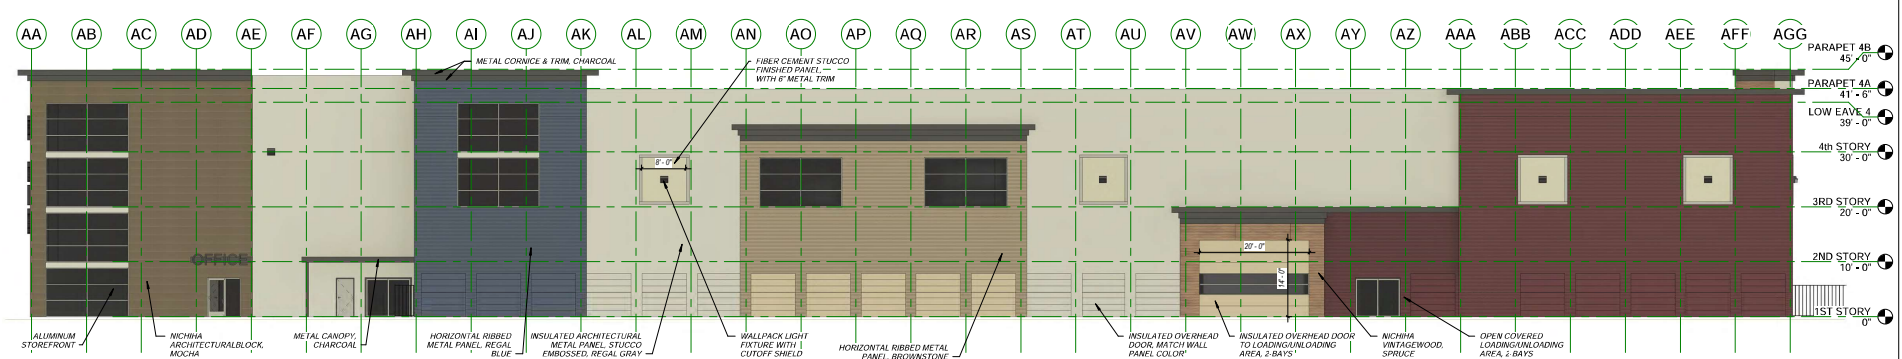 AA AB AC AD AE AF AG AH AI AJ AK AL AM AN AO AP AQ AR AS AT AU AV AW AX AY AZ AAA ABB ACC ADD AEE AFF AGG
PARAPET 4B
45' - 0"
PARAPET 4A
41' - 6"
LOW EAVE 4
39' - 0"
4th STORY
30' - 0"
3RD STORY
20' - 0"
2ND STORY
10' - 0"
1ST STORY
0"
METAL CORNICE & TRIM, CHARCOAL
FIBER CEMENT STUCCO
FINISHED PANEL,
WITH 6" METAL TRIM
8' - 0"
OFFICE
20' - 0"
14' - 0"
ALUMINUM
STOREFRONT
NICHIHA
ARCHITECTURALBLOCK,
MOCHA
METAL CANOPY,
CHARCOAL
HORIZONTAL RIBBED
METAL PANEL, REGAL
BLUE
INSULATED ARCHITECTURAL
METAL PANEL, STUCCO
EMBOSSED, REGAL GRAY
WALLPACK LIGHT
FIXTURE WITH
CUTOFF SHIELD
HORIZONTAL RIBBED METAL
PANEL, BROWNSTONE
INSULATED OVERHEAD
DOOR, MATCH WALL
PANEL COLOR
INSULATED OVERHEAD DOOR
TO LOADING/UNLOADING
AREA, 2-BAYS
NICHIHA
VINTAGEWOOD,
SPRUCE
OPEN COVERED
LOADING/UNLOADING
AREA, 2-BAYS